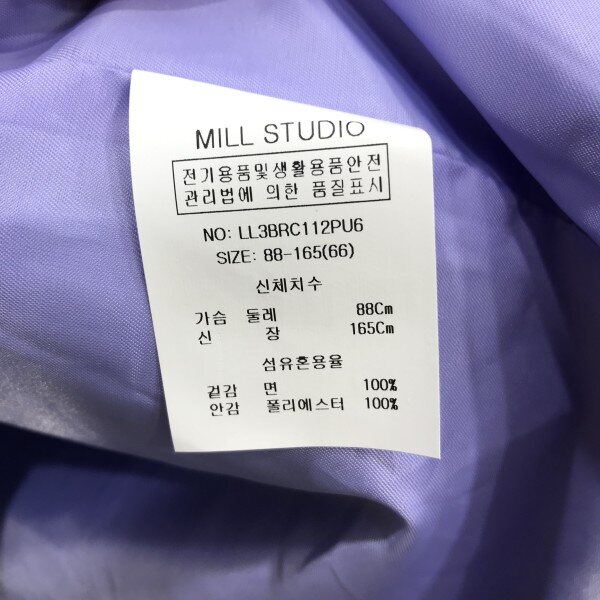 MILL STUDIO
전기용품및생활용품안전
관리법에 의한 품질표시
NO: LL3BRC112PU6
SIZE: 88-165(66)
신체치수
가슴 둘레 88Cm
신 장 165Cm
섬유혼용율
겉감 면 100%
안감 폴리에스터 100%